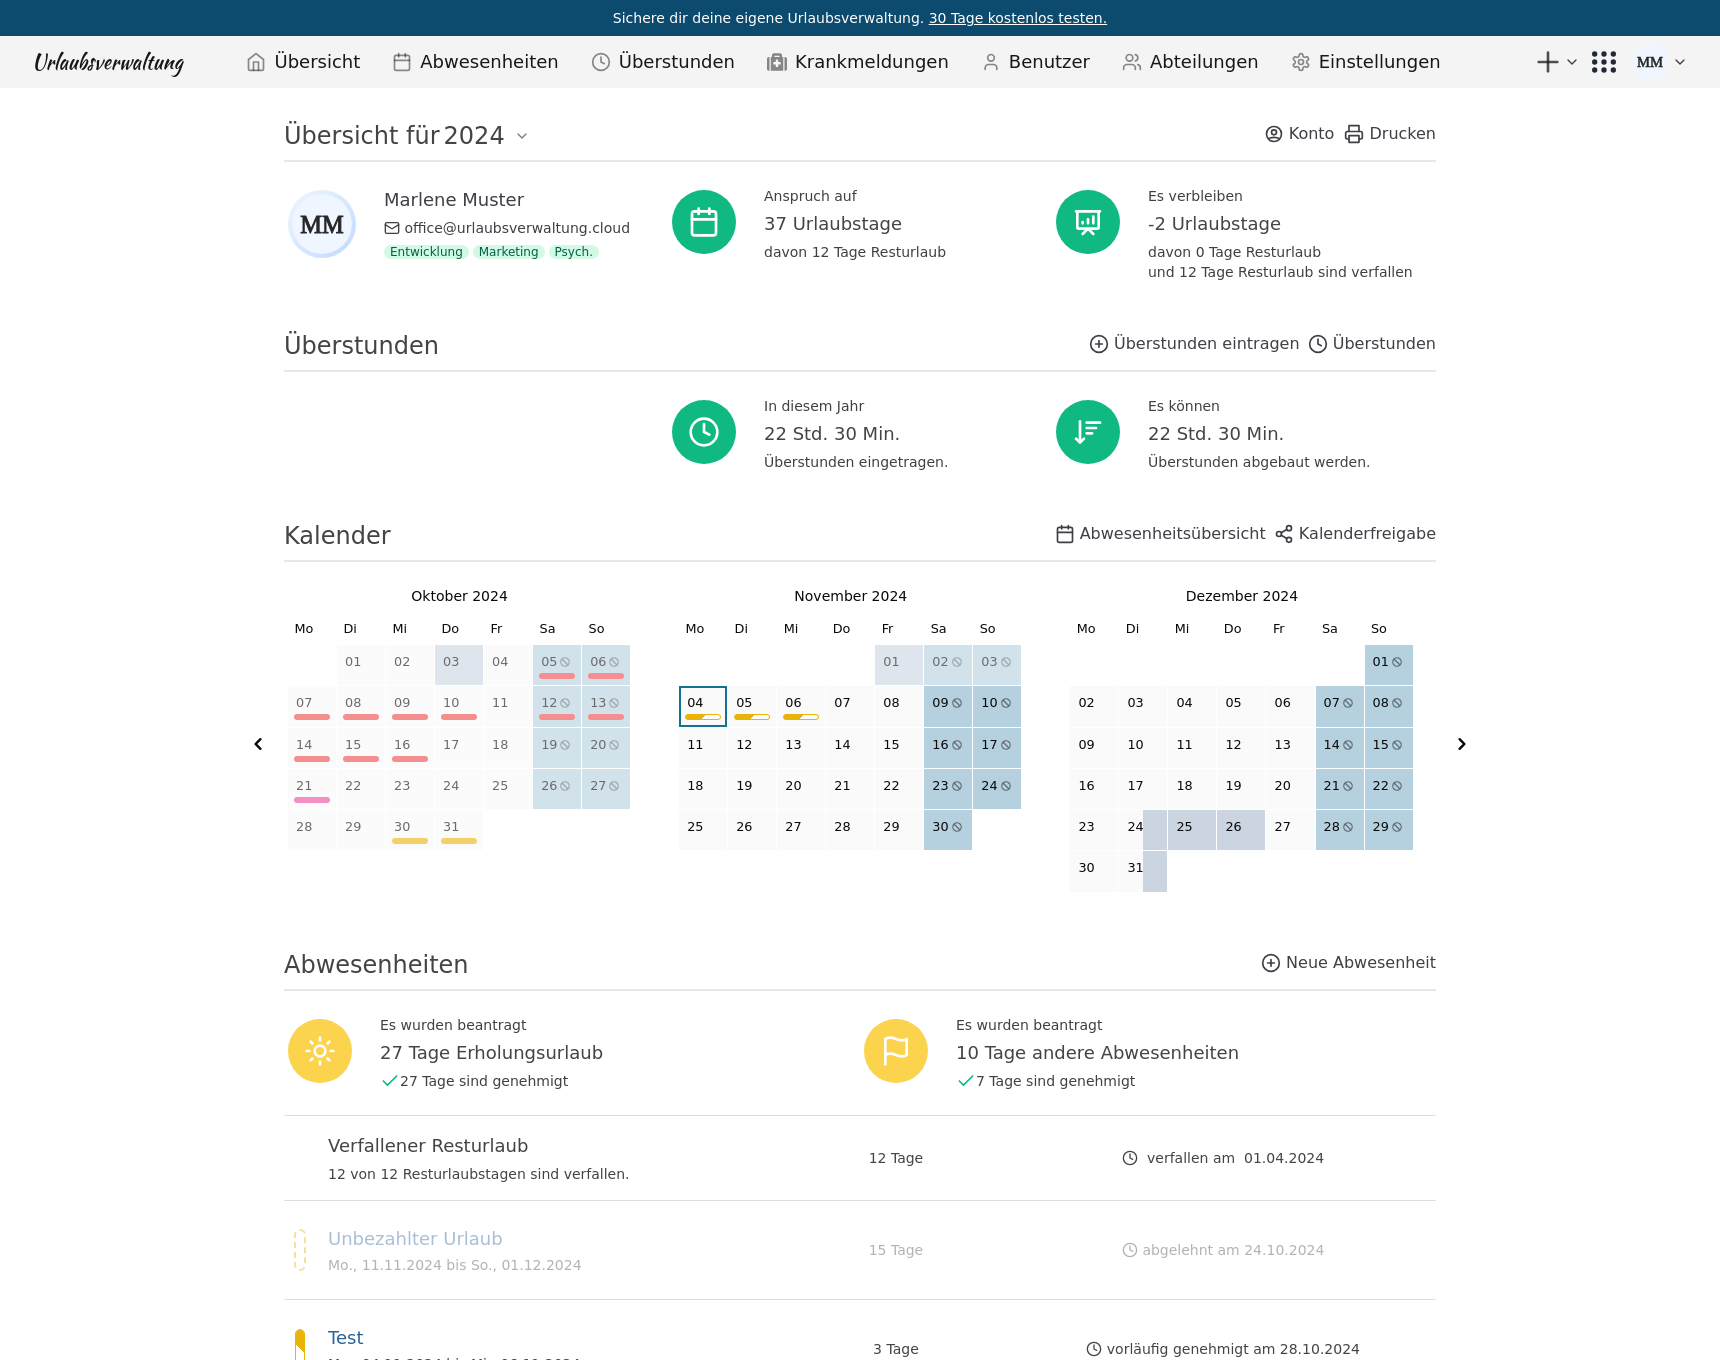 Sichere dir deine eigene Urlaubsverwaltung. 30 Tage kostenlos testen.
Urlaubsverwaltung Übersicht Abwesenheiten Überstunden Krankmeldungen Benutzer Abteilungen Einstellungen MM
Übersicht für 2024 Konto Drucken
MM
Marlene Muster
office@urlaubsverwaltung.cloud
Entwicklung Marketing Psych.
Anspruch auf
37 Urlaubstage
davon 12 Tage Resturlaub
Es verbleiben
-2 Urlaubstage
davon 0 Tage Resturlaub
und 12 Tage Resturlaub sind verfallen
Überstunden Überstunden eintragen Überstunden
In diesem Jahr
22 Std. 30 Min.
Überstunden eingetragen.
Es können
22 Std. 30 Min.
Überstunden abgebaut werden.
Kalender Abwesenheitsübersicht Kalenderfreigabe
Oktober 2024
Mo Di Mi Do Fr Sa So
01 02 03 04 05 06
07 08 09 10 11 12 13
14 15 16 17 18 19 20
21 22 23 24 25 26 27
28 29 30 31
November 2024
Mo Di Mi Do Fr Sa So
01 02 03
04 05 06 07 08 09 10
11 12 13 14 15 16 17
18 19 20 21 22 23 24
25 26 27 28 29 30
Dezember 2024
Mo Di Mi Do Fr Sa So
01
02 03 04 05 06 07 08
09 10 11 12 13 14 15
16 17 18 19 20 21 22
23 24 25 26 27 28 29
30 31
Abwesenheiten Neue Abwesenheit
Es wurden beantragt
27 Tage Erholungsurlaub
27 Tage sind genehmigt
Es wurden beantragt
10 Tage andere Abwesenheiten
7 Tage sind genehmigt
Verfallener Resturlaub
12 von 12 Resturlaubstagen sind verfallen.
12 Tage
verfallen am 01.04.2024
Unbezahlter Urlaub
Mo., 11.11.2024 bis So., 01.12.2024
15 Tage
abgelehnt am 24.10.2024
Test
3 Tage
vorläufig genehmigt am 28.10.2024